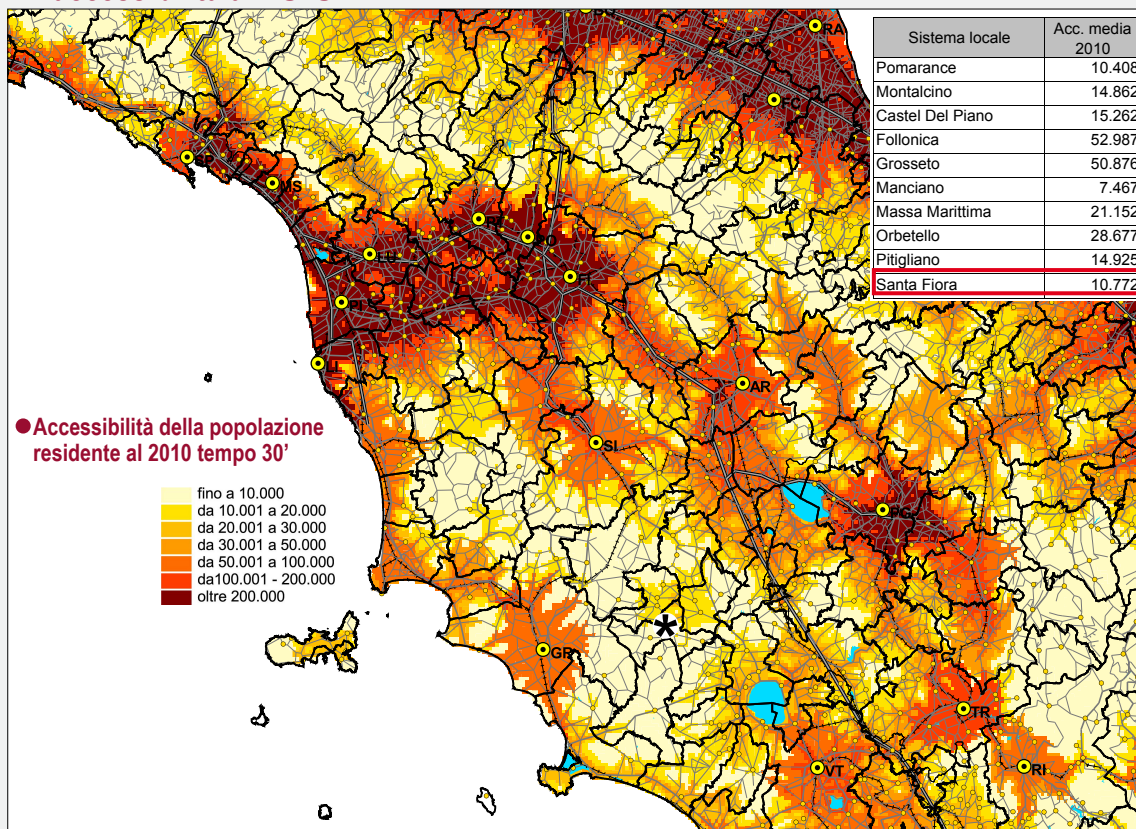 RA
FC
MS
AR
SI
GR
TR
VT
RI
Sistema locale Acc. media 2010
Pomarance 10.408
Montalcino 14.862
Castel Del Piano 15.262
Follonica 52.987
Grosseto 50.876
Manciano 7.467
Massa Marittima 21.152
Orbetello 28.677
Pitigliano 14.925
Santa Fiora 10.772
●Accessibilità della popolazione
residente al 2010 tempo 30’
fino a 10.000
da 10.001 a 20.000
da 20.001 a 30.000
da 30.001 a 50.000
da 50.001 a 100.000
da100.001 - 200.000
oltre 200.000
*